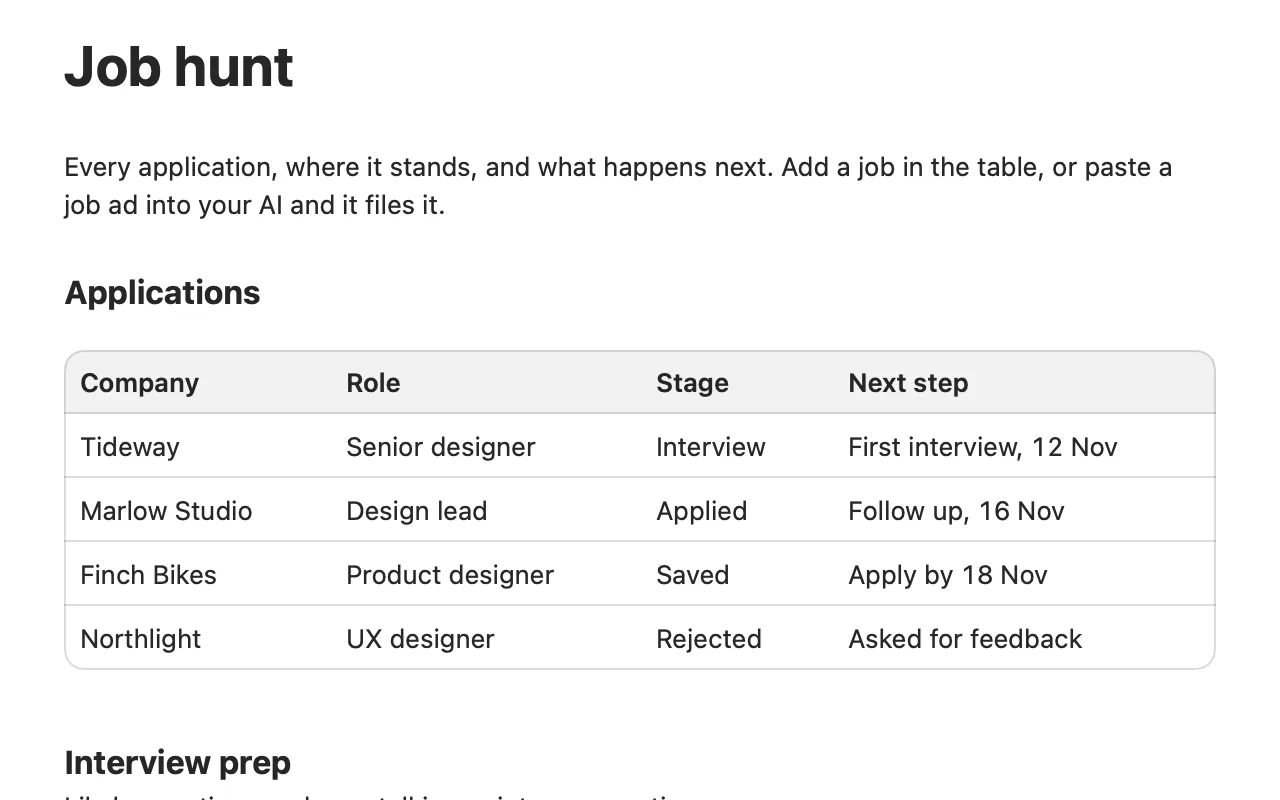 Job hunt
Every application, where it stands, and what happens next. Add a job in the table, or paste a
job ad into your AI and it files it.
Applications
Company Role Stage Next step
Tideway Senior designer Interview First interview, 12 Nov
Marlow Studio Design lead Applied Follow up, 16 Nov
Finch Bikes Product designer Saved Apply by 18 Nov
Northlight UX designer Rejected Asked for feedback
Interview prep